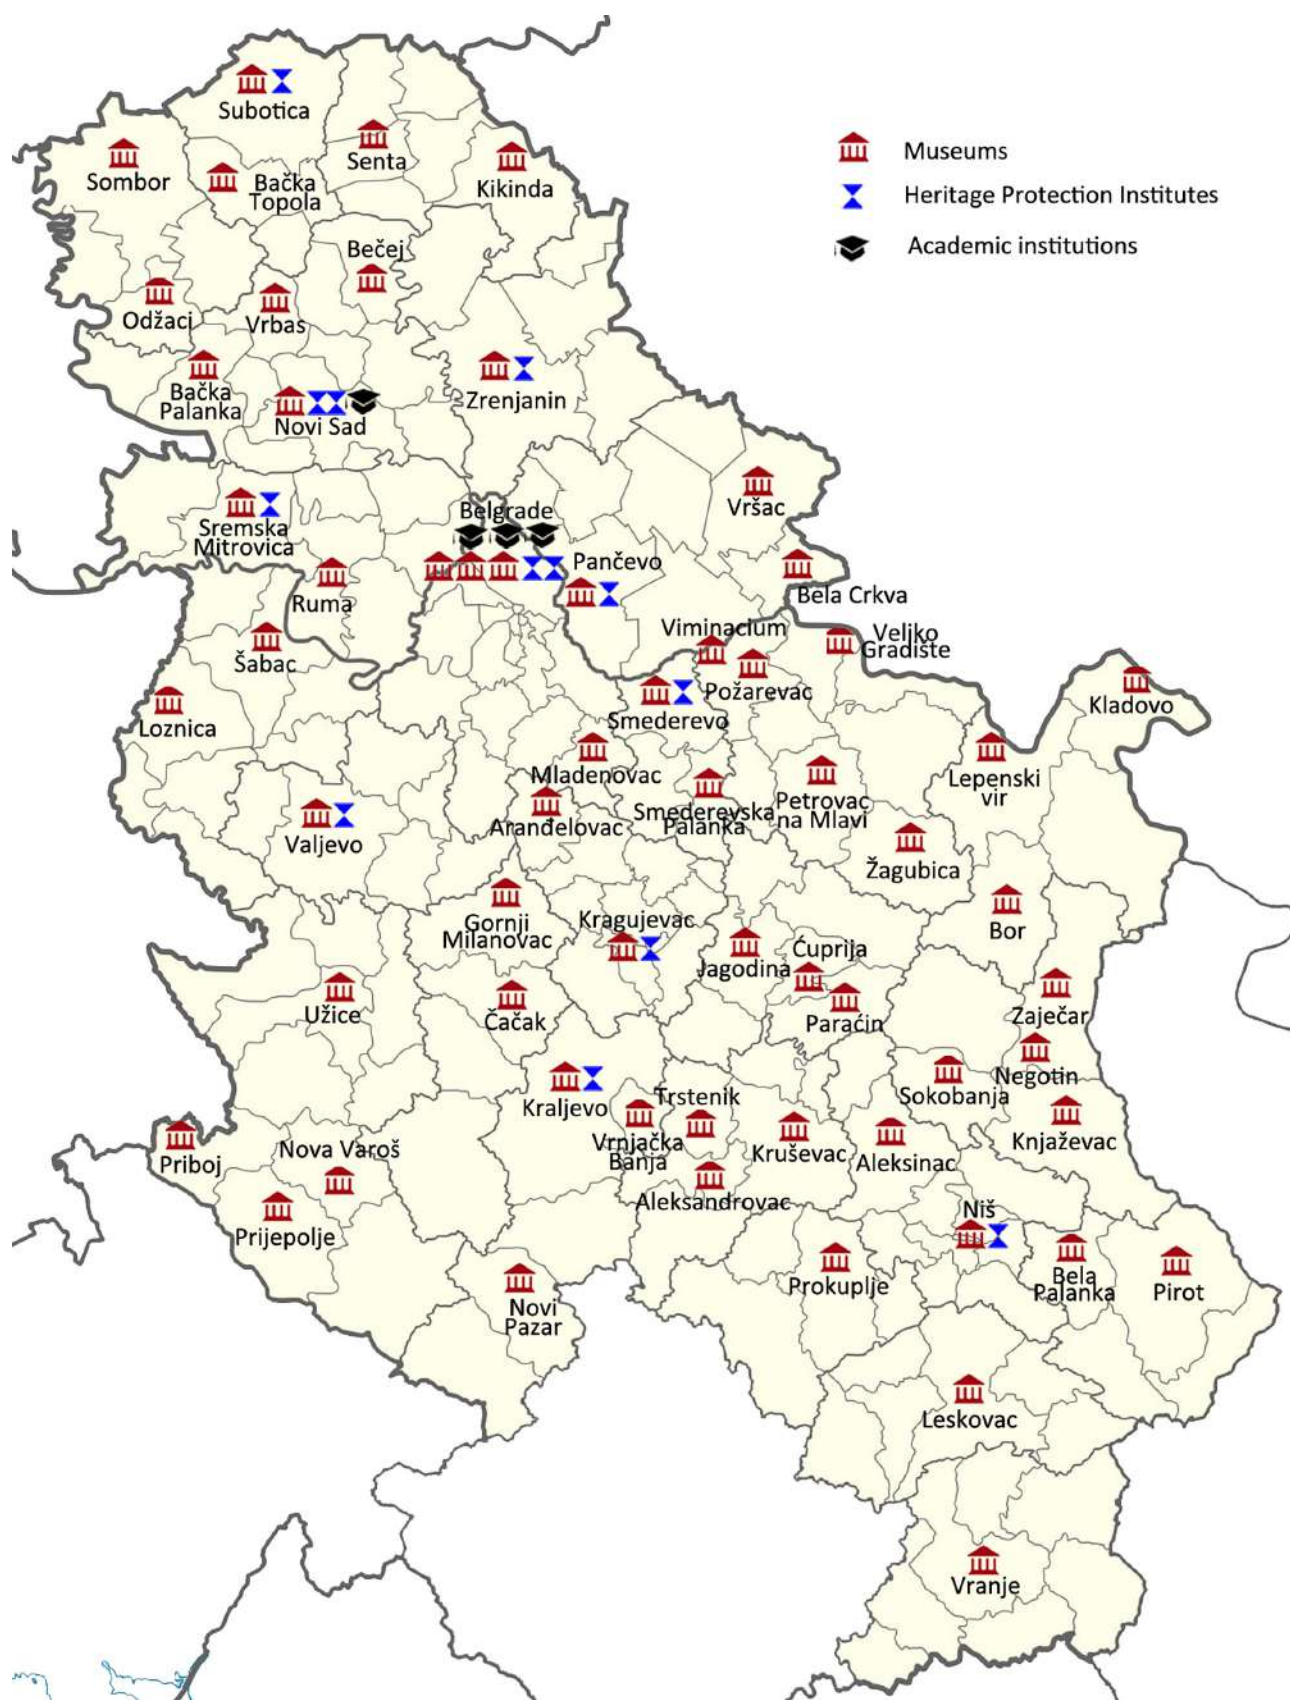 Subotica
Senta
Sombor
Bačka
Topola
Kikinda
Museums
Heritage Protection Institutes
Academic institutions
Bečej
Odžaci
Vrbas
Bačka
Palanka
Novi Sad
Zrenjanin
Vršac
Belgrade
Sremska
Mitrovica
Pančevo
Ruma
Bela Crkva
Viminacium
Veliko
Gradište
Šabac
Požarevac
Loznica
Smederevo
Kladovo
Mladenovac
Lepenski
vir
Petrovac
na Mlavi
Smederevska
Palanka
Aranđelovac
Valjevo
Žagubica
Gornji
Milanovac
Kragujevac
Bor
Jagodina
Ćuprija
Užice
Čačak
Paraćin
Zaječar
Negotin
Sokobanja
Kraljevo
Trstenik
Vrnjačka
Banja
Kruševac
Aleksinac
Knjaževac
Priboj
Nova Varoš
Aleksandrovac
Prijepolje
Niš
Prokuplje
Bela
Palanka
Pirot
Novi
Pazar
Leskovac
Vranje